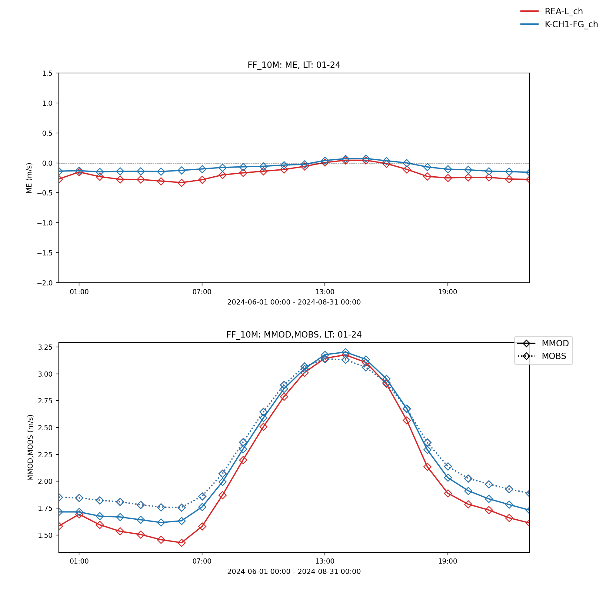 REA-L_ch
K-CH1-FG_ch
FF_10M: ME, LT: 01-24
1.5
1.0
0.5
0.0
−0.5
−1.0
−1.5
−2.0
ME (m/s)
01:00 07:00 13:00 19:00
2024-06-01 00:00 - 2024-08-31 00:00
FF_10M: MMOD,MOBS, LT: 01-24
MMOD
MOBS
3.25
3.00
2.75
2.50
2.25
2.00
1.75
1.50
MMOD,MOBS (m/s)
01:00 07:00 13:00 19:00
2024-06-01 00:00 - 2024-08-31 00:00